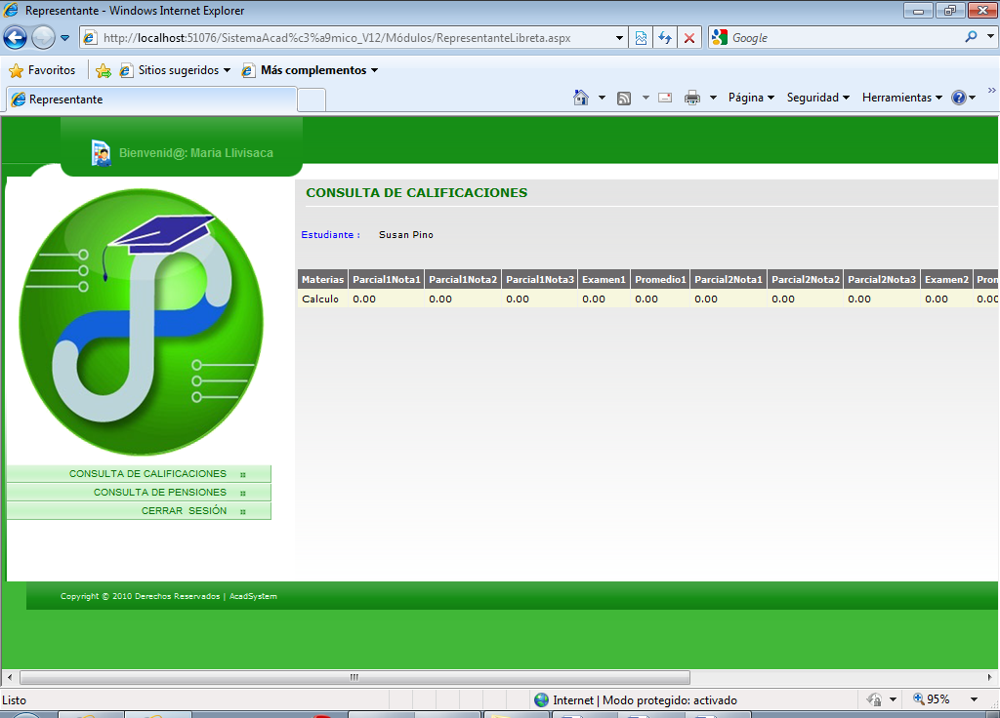 Representante - Windows Internet Explorer
http://localhost:51076/SistemaAcad%c3%a9mico_V12/Módulos/RepresentanteLibreta.aspx
Google
Favoritos
Sitios sugeridos
Más complementos
Representante
Página
Seguridad
Herramientas
Bienvenid@: Maria Llivisaca
CONSULTA DE CALIFICACIONES
Estudiante : Susan Pino
Materias Parcial1Nota1 Parcial1Nota2 Parcial1Nota3 Examen1 Promedio1 Parcial2Nota1 Parcial2Nota2 Parcial2Nota3 Examen2 Pron
Calculo 0.00 0.00 0.00 0.00 0.00 0.00 0.00 0.00 0.00 0.00
CONSULTA DE CALIFICACIONES
CONSULTA DE PENSIONES
CERRAR SESIÓN
Copyright © 2010 Derechos Reservados | AcadSystem
Listo
Internet | Modo protegido: activado
95%